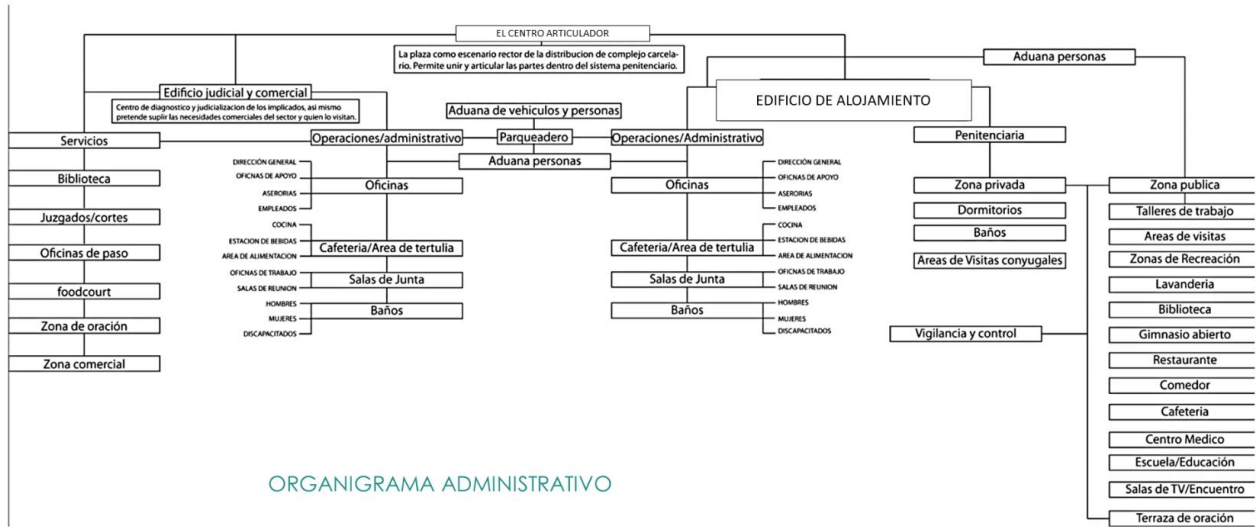 EL CENTRO ARTICULADOR
La plaza como escenario rector de la distribucion de complejo carcela-
rio. Permite unir y articular las partes dentro del sistema penitenciario.
Aduana personas
Edificio judicial y comercial
Centro de diagnostico y judicializacion de los implicados, asi mismo
pretende suplir las necesidades comerciales del sector y quien lo visitan.
Aduana de vehiculos y personas
EDIFICIO DE ALOJAMIENTO
Servicios
Operaciones/administrativo
Parqueadero
Operaciones/Administrativo
Penitenciaria
Aduana personas
Biblioteca
Juzgados/cortes
Oficinas de paso
foodcourt
Zona de oración
Zona comercial
DIRECCIÓN GENERAL
OFICNAS DE APOYO
ASERORIAS
EMPLEADOS
Oficinas
COCINA
ESTACION DE BEBIDAS
AREA DE ALIMENTACION
Cafeteria/Area de tertulia
OFICNAS DE TRABAJO
SALAS DE REUNION
Salas de Junta
HOMBRES
MUJERES
DISCAPACITADOS
Baños
Oficinas
DIRECCIÓN GENERAL
OFICNAS DE APOYO
ASERORIAS
EMPLEADOS
Cafeteria/Area de tertulia
COCINA
ESTACION DE BEBIDAS
AREA DE ALIMENTACION
Salas de Junta
OFICNAS DE TRABAJO
SALAS DE REUNION
Baños
HOMBRES
MUJERES
DISCAPACITADOS
Zona privada
Dormitorios
Baños
Areas de Visitas conyugales
Vigilancia y control
Zona publica
Talleres de trabajo
Areas de visitas
Zonas de Recreación
Lavanderia
Biblioteca
Gimnasio abierto
Restaurante
Comedor
Cafeteria
Centro Medico
Escuela/Educación
Salas de TV/Encuentro
Terraza de oración
ORGANIGRAMA ADMINISTRATIVO